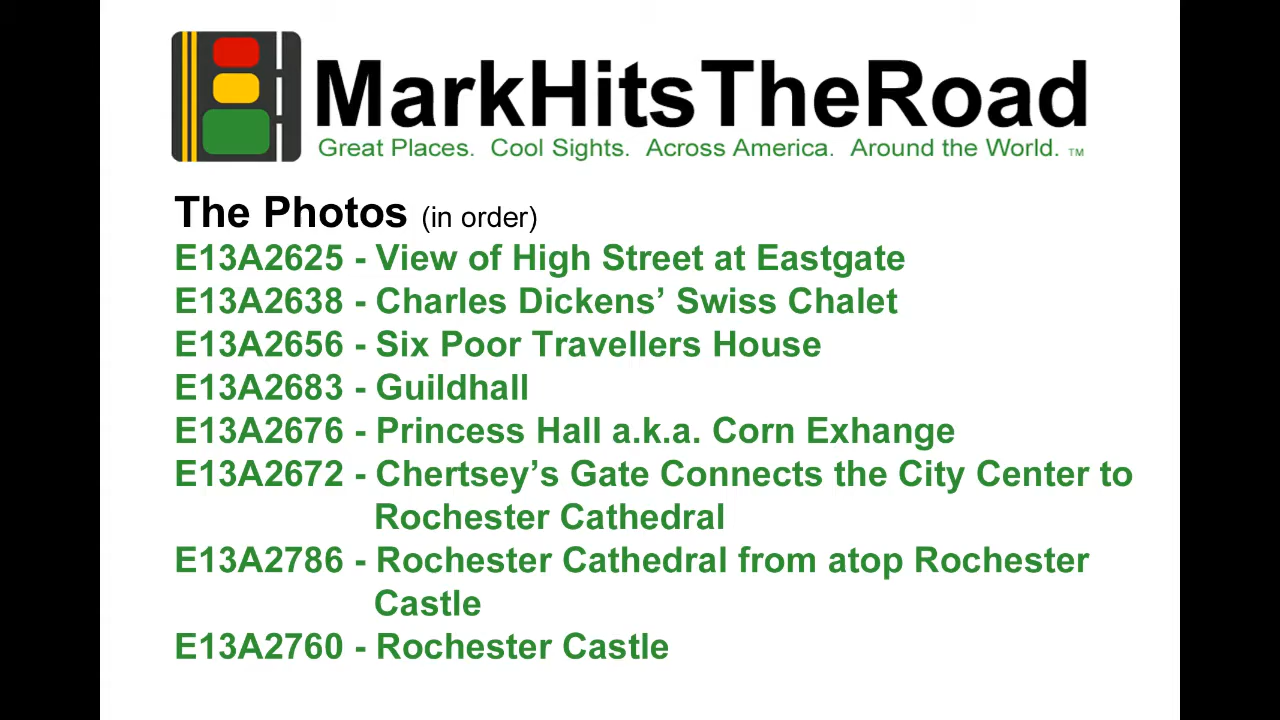 MarkHitsTheRoad
Great Places. Cool Sights. Across America. Around the World. ™
The Photos (in order)
E13A2625 - View of High Street at Eastgate
E13A2638 - Charles Dickens’ Swiss Chalet
E13A2656 - Six Poor Travellers House
E13A2683 - Guildhall
E13A2676 - Princess Hall a.k.a. Corn Exhange
E13A2672 - Chertsey’s Gate Connects the City Center to
Rochester Cathedral
E13A2786 - Rochester Cathedral from atop Rochester
Castle
E13A2760 - Rochester Castle